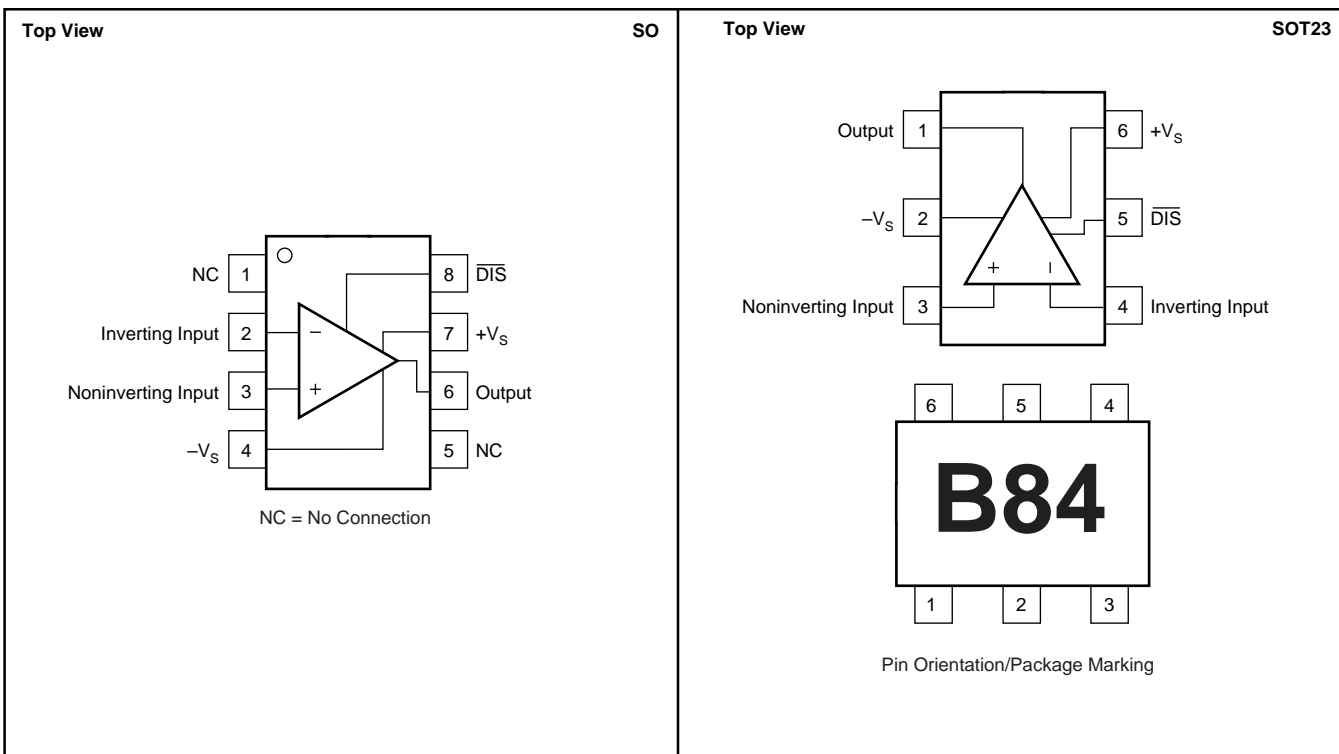 Top View SO
NC 1 8 D̅I̅S̅
Inverting Input 2 − 7 +VS
Noninverting Input 3 + 6 Output
–VS 4 5 NC
NC = No Connection
Top View SOT23
Output 1 6 +VS
–VS 2 5 D̅I̅S̅
+ −
Noninverting Input 3 4 Inverting Input
6 5 4
B84
1 2 3
Pin Orientation/Package Marking